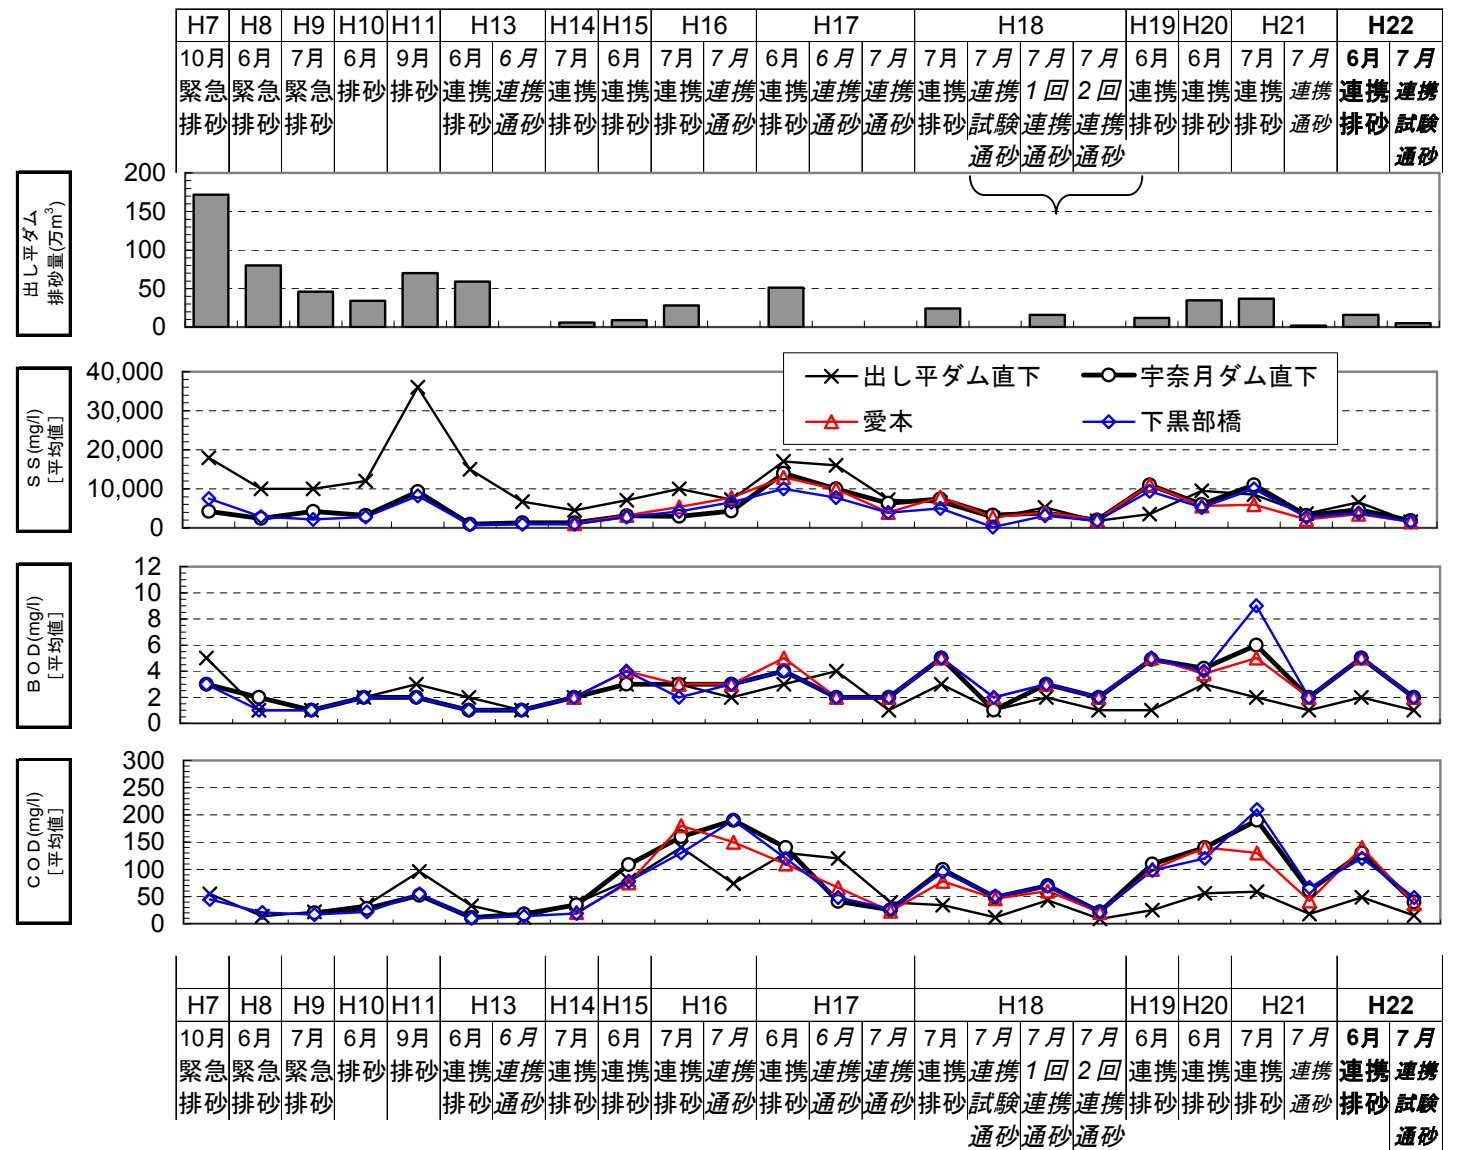 H7 H8 H9 H10 H11 H13 H14 H15 H16 H17 H18 H19 H20 H21 H22
10月 6月 7月 6月 9月 6月 6月 7月 6月 7月 7月 6月 6月 7月 7月 7月 7月 7月 6月 6月 7月 7月 6月 7月
緊急 緊急 緊急 排砂 排砂 連携 連携 連携 連携 連携 連携 連携 連携 連携 連携 連携 1回 2回 連携 連携 連携 連携 連携 連携
排砂 排砂 排砂 排砂 通砂 排砂 排砂 排砂 通砂 排砂 通砂 通砂 排砂 試験 連携 連携 排砂 排砂 排砂 通砂 排砂 試験
通砂 通砂 通砂 通砂
出し平ダム
排砂量(万m³)
200
150
100
50
0
SS(mg/l)
[平均値]
40,000
30,000
20,000
10,000
0
出し平ダム直下 宇奈月ダム直下
愛本 下黒部橋
BOD(mg/l)
[平均値]
12
10
8
6
4
2
0
COD(mg/l)
[平均値]
300
250
200
150
100
50
0
H7 H8 H9 H10 H11 H13 H14 H15 H16 H17 H18 H19 H20 H21 H22
10月 6月 7月 6月 9月 6月 6月 7月 6月 7月 7月 6月 6月 7月 7月 7月 7月 7月 6月 6月 7月 7月 6月 7月
緊急 緊急 緊急 排砂 排砂 連携 連携 連携 連携 連携 連携 連携 連携 連携 連携 連携 1回 2回 連携 連携 連携 連携 連携 連携
排砂 排砂 排砂 排砂 通砂 排砂 排砂 排砂 通砂 排砂 通砂 通砂 排砂 試験 連携 連携 排砂 排砂 排砂 通砂 排砂 試験
通砂 通砂 通砂 通砂